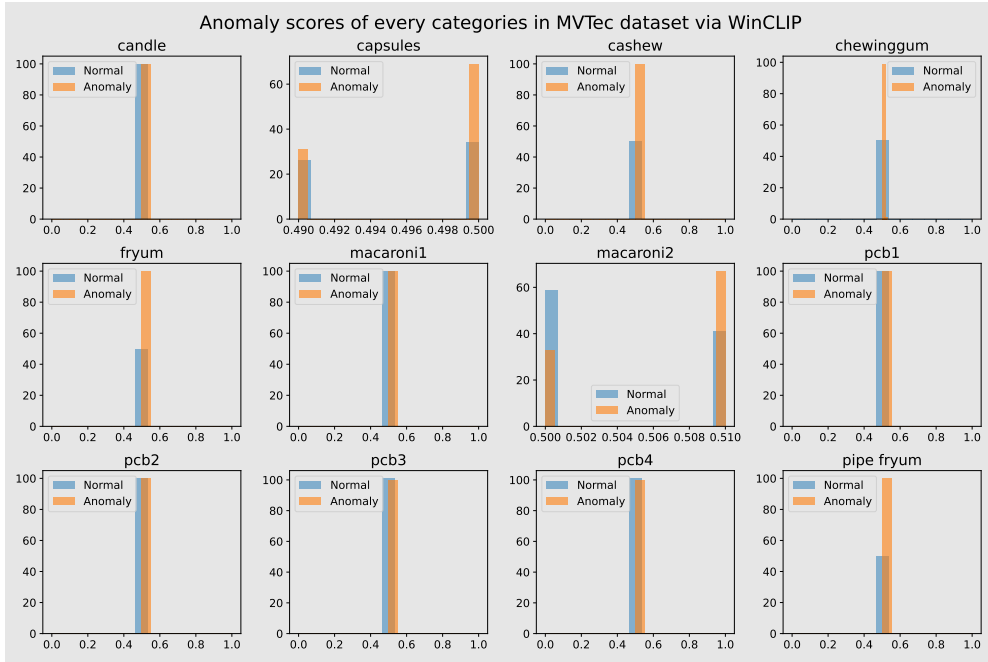 Anomaly scores of every categories in MVTec dataset via WinCLIP
candle
100
80
60
40
20
0
0.0 0.2 0.4 0.6 0.8 1.0
Normal
Anomaly
capsules
60
40
20
0
0.490 0.492 0.494 0.496 0.498 0.500
Normal
Anomaly
cashew
100
80
60
40
20
0
0.0 0.2 0.4 0.6 0.8 1.0
Normal
Anomaly
chewinggum
100
80
60
40
20
0
0.0 0.2 0.4 0.6 0.8 1.0
Normal
Anomaly
fryum
100
80
60
40
20
0
0.0 0.2 0.4 0.6 0.8 1.0
Normal
Anomaly
macaroni1
100
80
60
40
20
0
0.0 0.2 0.4 0.6 0.8 1.0
Normal
Anomaly
macaroni2
60
40
20
0
0.500 0.502 0.504 0.506 0.508 0.510
Normal
Anomaly
pcb1
100
80
60
40
20
0
0.0 0.2 0.4 0.6 0.8 1.0
Normal
Anomaly
pcb2
100
80
60
40
20
0
0.0 0.2 0.4 0.6 0.8 1.0
Normal
Anomaly
pcb3
100
80
60
40
20
0
0.0 0.2 0.4 0.6 0.8 1.0
Normal
Anomaly
pcb4
100
80
60
40
20
0
0.0 0.2 0.4 0.6 0.8 1.0
Normal
Anomaly
pipe fryum
100
80
60
40
20
0
0.0 0.2 0.4 0.6 0.8 1.0
Normal
Anomaly